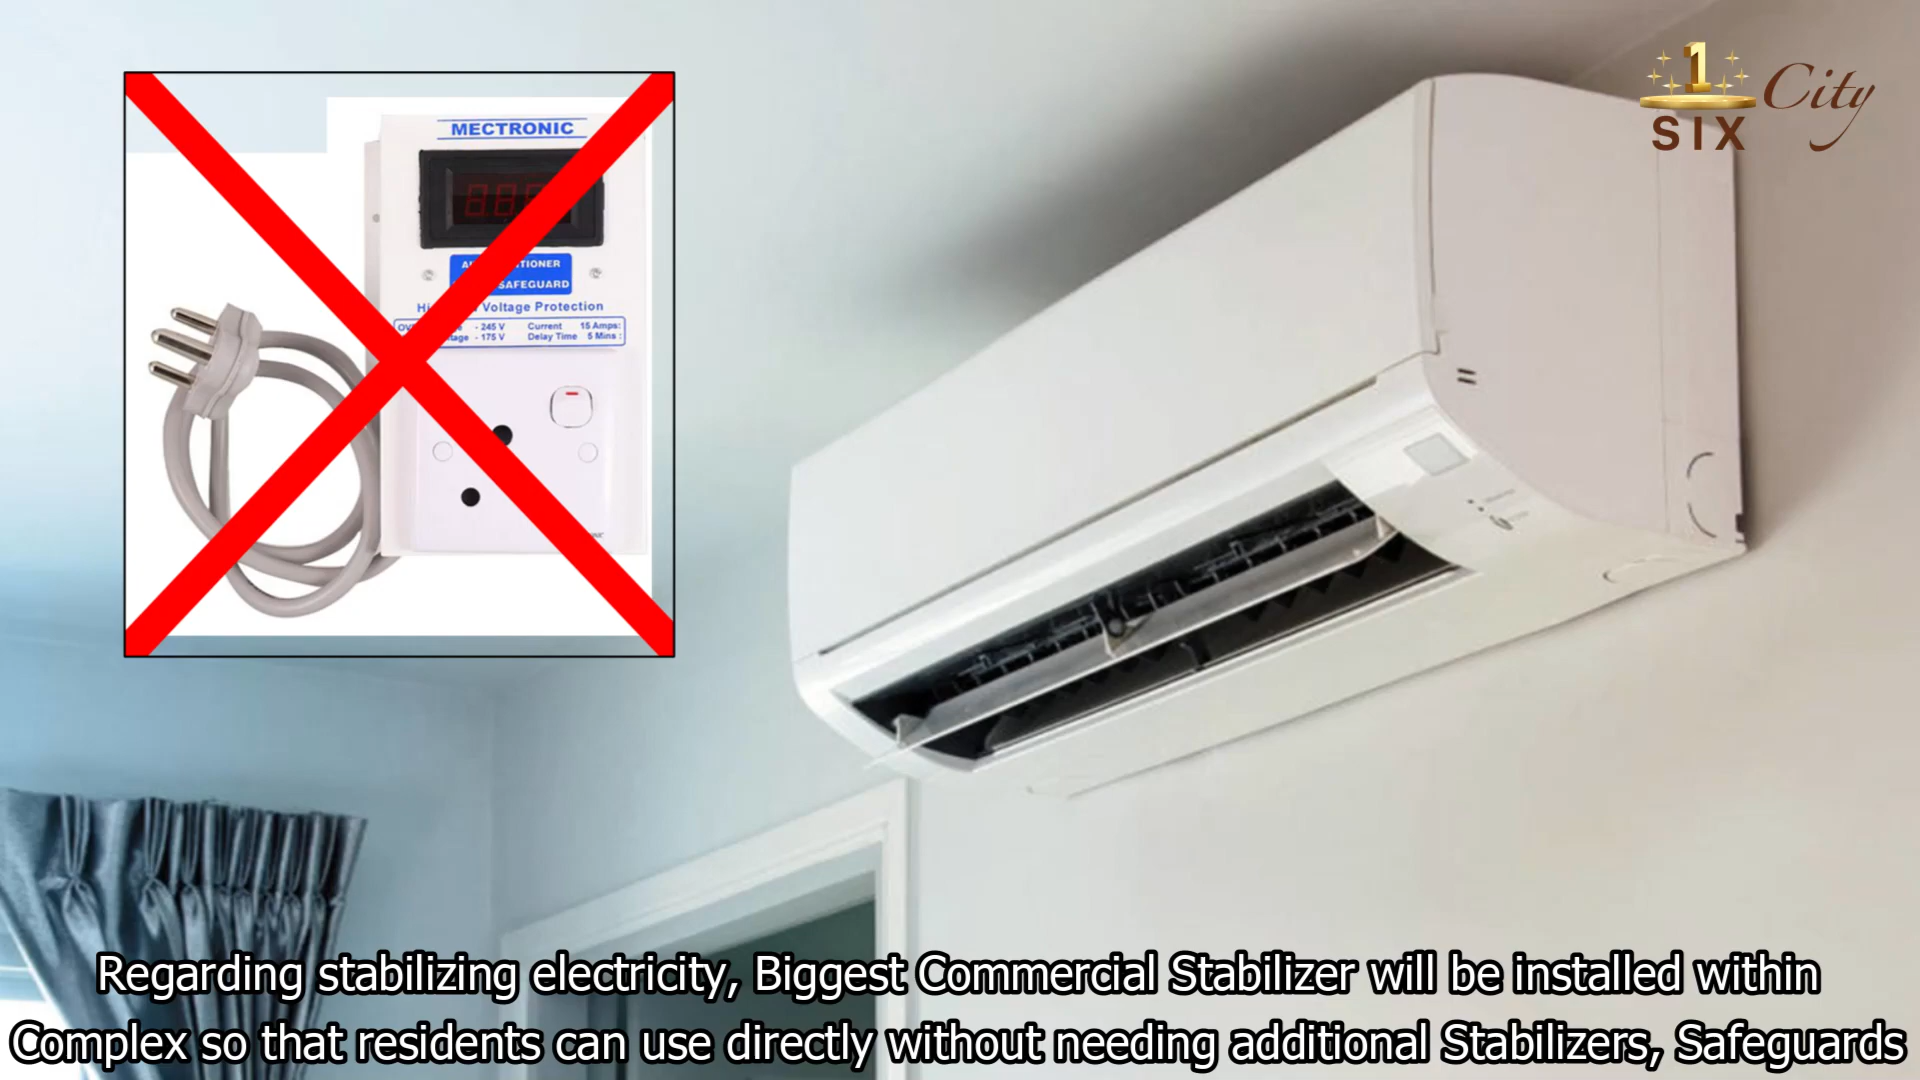 1
City
SIX
MECTRONIC
SAFEGUARD
Voltage Protection
- 245 V Current 15 Amps:
- 175 V Delay Time 5 Mins :
Regarding stabilizing electricity, Biggest Commercial Stabilizer will be installed within
Complex so that residents can use directly without needing additional Stabilizers, Safeguards